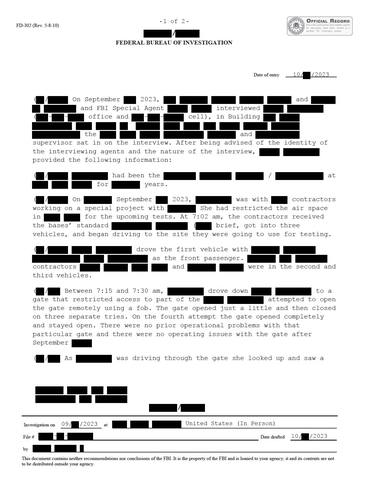 FD-302 (Rev. 5-8-10)
-1 of 2-
OFFICIAL RECORD
FEDERAL BUREAU OF INVESTIGATION
Date of entry 10/ /2023
( / On September 2023, and
and FBI Special Agent interviewed
( - - office and - - cell), in Building
the and
supervisor sat in on the interview. After being advised of the identity of
the interviewing agents and the nature of the interview,
provided the following information:
( / had been the / at
for years.
( / On September 2023, was with contractors
working on a special project with She had restricted the air space
in for the upcoming tests. At 7:02 am, the contractors received
the bases' standard brief, got into three
vehicles, and began driving to the site they were going to use for testing.
( / drove the first vehicle with
as the front passenger.
contractors and were in the second and
third vehicles.
( / Between 7:15 and 7:30 am, drove down to a
gate that restricted access to part of the attempted to open
the gate remotely using a fob. The gate opened just a little and then closed
on three separate tries. On the fourth attempt the gate opened completely
and stayed open. There were no prior operational problems with that
particular gate and there were no operating issues with the gate after
September
( / As was driving through the gate she looked up and saw a
Investigation on 09/ /2023 at United States (In Person)
File # Date drafted 10/ /2023
by
This document contains neither recommendations nor conclusions of the FBI. It is the property of the FBI and is loaned to your agency; it and its contents are not
to be distributed outside your agency.